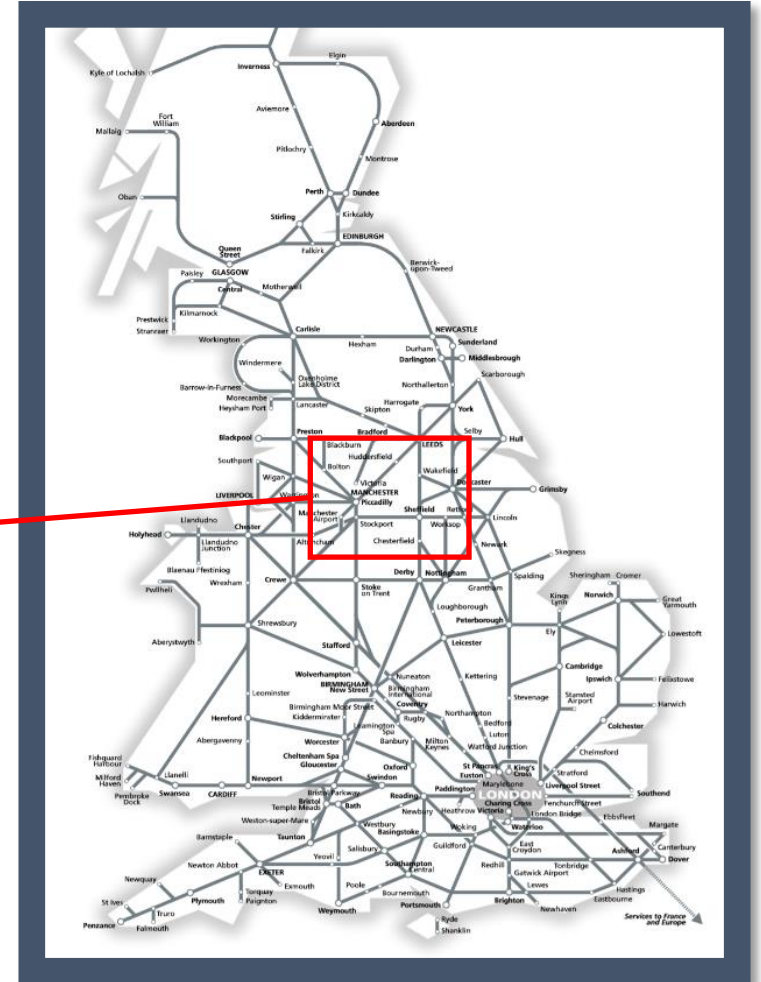 Elgin
Inverness
Kyle of Lochalsh
Aviemore
Fort
William
Mallaig
Aberdeen
Pitlochry
Montrose
Perth
Dundee
Oban
Stirling
Kirkcaldy
EDINBURGH
Queen
Street
Falkirk
Berwick-
upon-Tweed
Paisley
GLASGOW
Central
Motherwell
Prestwick
Kilmarnock
Stranraer
Carlisle
NEWCASTLE
Workington
Hexham
Sunderland
Durham
Darlington
Middlesbrough
Windermere
Scarborough
Oxenholme
Lake District
Barrow-in-Furness
Northallerton
Morecambe
Heysham Port
Lancaster
Harrogate
York
Skipton
Preston
Bradford
Selby
Blackpool
Blackburn
LEEDS
Hull
Huddersfield
Southport
Bolton
Wakefield
Wigan
Victoria
Doncaster
LIVERPOOL
Warrington
MANCHESTER
Piccadilly
Grimsby
Manchester
Airport
Sheffield
Retford
Llandudno
Chester
Stockport
Worksop
Lincoln
Holyhead
Llandudno
Junction
Altrincham
Chesterfield
Newark
Skegness
Blaenau Ffestiniog
Derby
Nottingham
Sheringham
Cromer
Pwllheli
Wrexham
Crewe
Stoke
on Trent
Grantham
Spalding
Kings
Lynn
Norwich
Great
Yarmouth
Loughborough
Peterborough
Shrewsbury
Ely
Lowestoft
Aberystwyth
Stafford
Leicester
Cambridge
Wolverhampton
Nuneaton
Kettering
BIRMINGHAM
New Street
Birmingham
International
Ipswich
Felixstowe
Leominster
Stevenage
Stansted
Airport
Birmingham Moor Street
Coventry
Harwich
Hereford
Kidderminster
Rugby
Northampton
Leamington
Spa
Bedford
Colchester
Abergavenny
Worcester
Banbury
Milton
Keynes
Luton
Watford Junction
Chelmsford
Fishguard
Harbour
Cheltenham Spa
Gloucester
Oxford
St Pancras
King's
Cross
Milford
Haven
Llanelli
Newport
Swindon
Euston
Stratford
Pembroke
Dock
Swansea
CARDIFF
Bristol Parkway
Marylebone
Liverpool Street
Bristol
Temple Meads
Bath
Reading
Paddington
LONDON
Southend
Newbury
Heathrow
Victoria
Charing Cross
Fenchurch Street
Weston-super-Mare
London Bridge
Ebbsfleet
Westbury
Basingstoke
Woking
Waterloo
Margate
Barnstaple
Taunton
Salisbury
Guildford
East
Croydon
Canterbury
Ashford
Dover
Yeovil
Redhill
Tonbridge
Newton Abbot
Southampton
Central
Gatwick Airport
Newquay
EXETER
Exmouth
Poole
Lewes
Hastings
Eastbourne
St Ives
Plymouth
Torquay
Paignton
Bournemouth
Portsmouth
Brighton
Newhaven
Truro
Weymouth
Penzance
Falmouth
Ryde
Shanklin
Services to France
and Europe